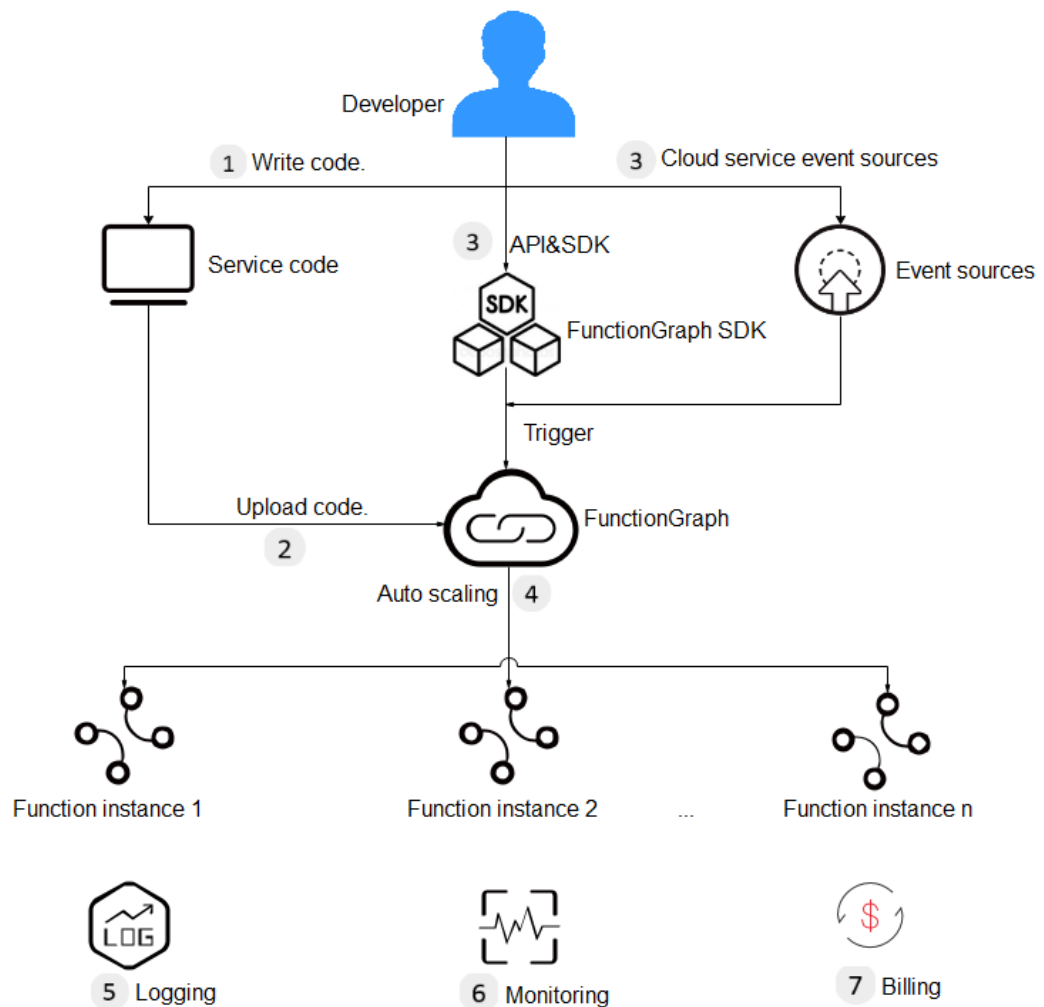 Developer
1 Write code.
3 Cloud service event sources
Service code
3 API&SDK
Event sources
SDK
FunctionGraph SDK
Trigger
Upload code.
2
FunctionGraph
Auto scaling 4
Function instance 1
Function instance 2
...
Function instance n
LOG
$
5 Logging
6 Monitoring
7 Billing